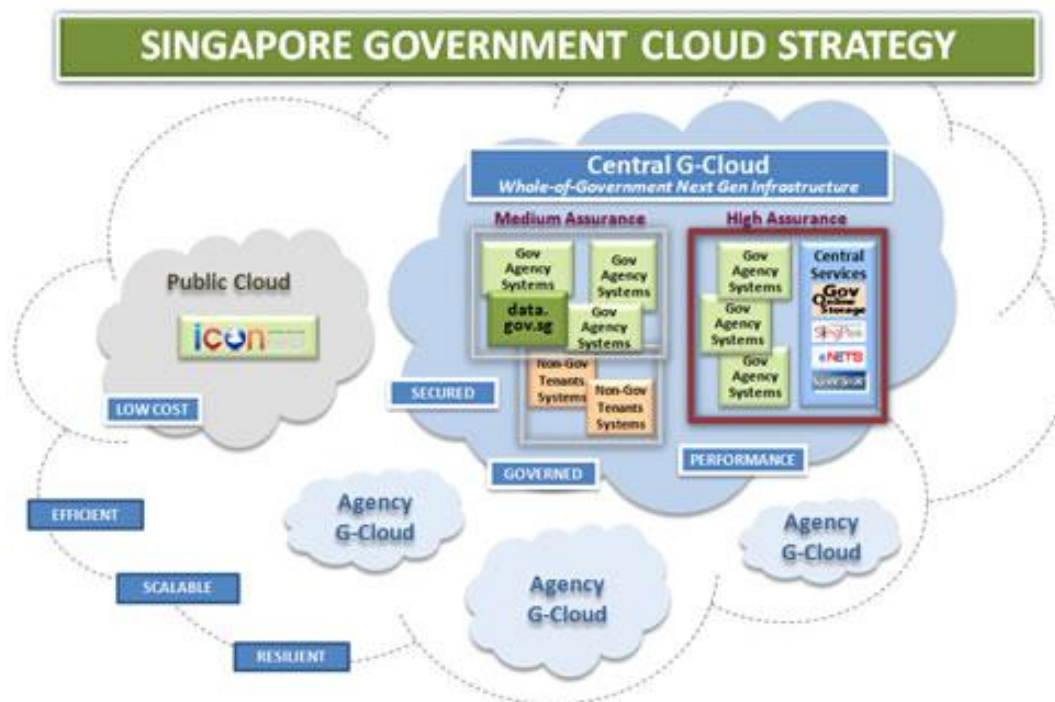 SINGAPORE GOVERNMENT CLOUD STRATEGY
Central G-Cloud
Whole-of-Government Next Gen Infrastructure
Medium Assurance
High Assurance
Gov
Agency
Systems
Gov
Agency
Systems
data.
gov.sg
Gov
Agency
Systems
Non-Gov
Tenants
Systems
Non-Gov
Tenants
Systems
Gov
Agency
Systems
Gov
Agency
Systems
Gov
Agency
Systems
Central
Services
Gov
Online
Storage
eNETS
Public Cloud
icon
LOW COST
SECURED
GOVERNED
PERFORMANCE
EFFICIENT
SCALABLE
RESILIENT
Agency
G-Cloud
Agency
G-Cloud
Agency
G-Cloud